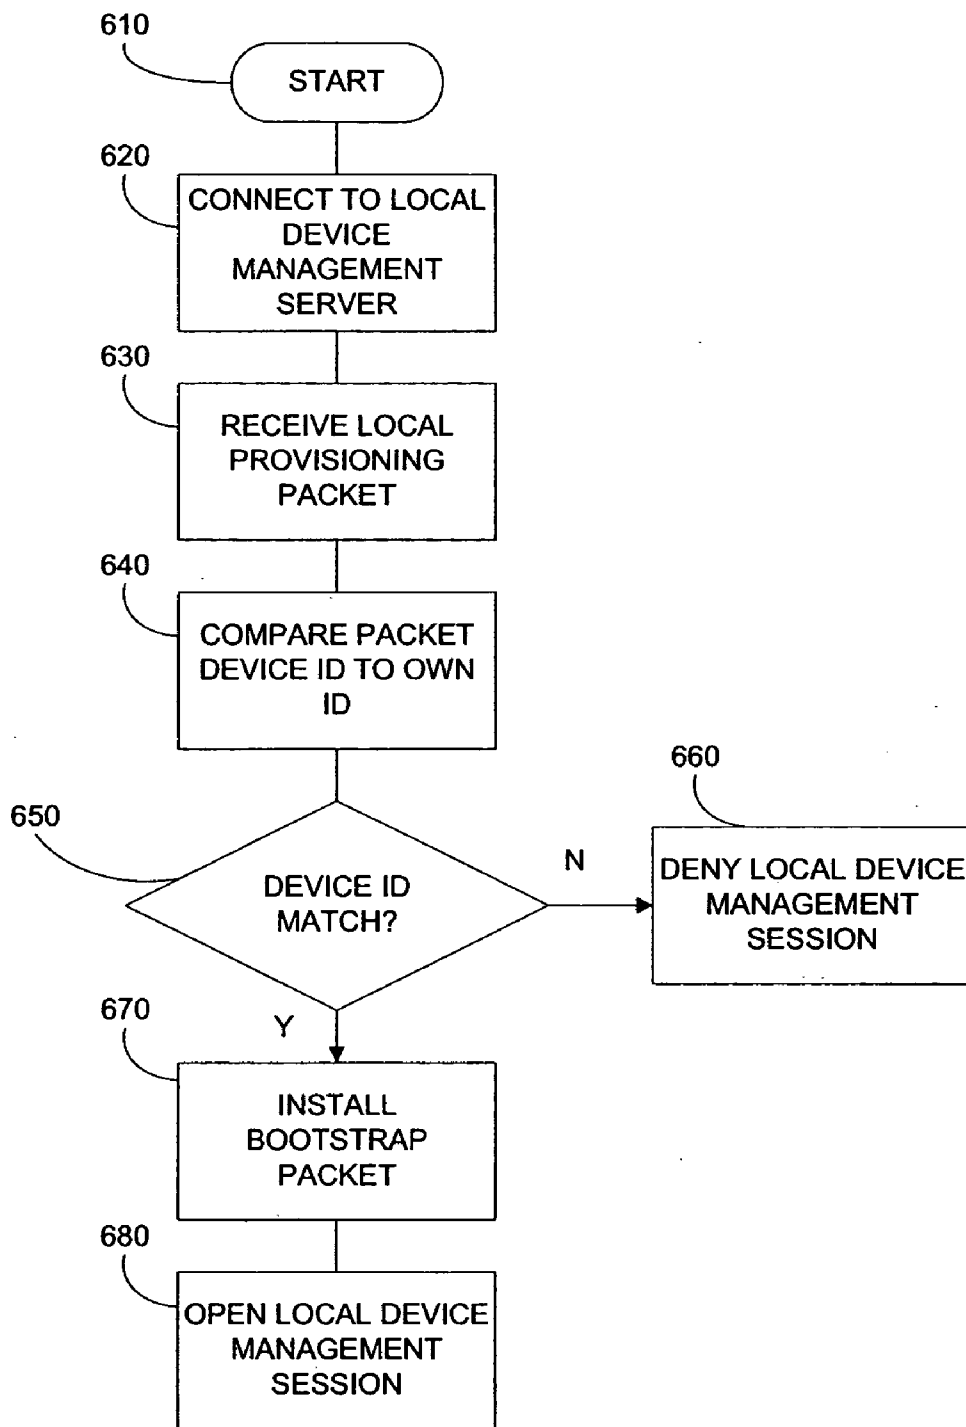 610
START
620
CONNECT TO LOCAL
DEVICE
MANAGEMENT
SERVER
630
RECEIVE LOCAL
PROVISIONING
PACKET
640
COMPARE PACKET
DEVICE ID TO OWN
ID
650
DEVICE ID
MATCH?
N
660
DENY LOCAL DEVICE
MANAGEMENT
SESSION
Y
670
INSTALL
BOOTSTRAP
PACKET
680
OPEN LOCAL DEVICE
MANAGEMENT
SESSION